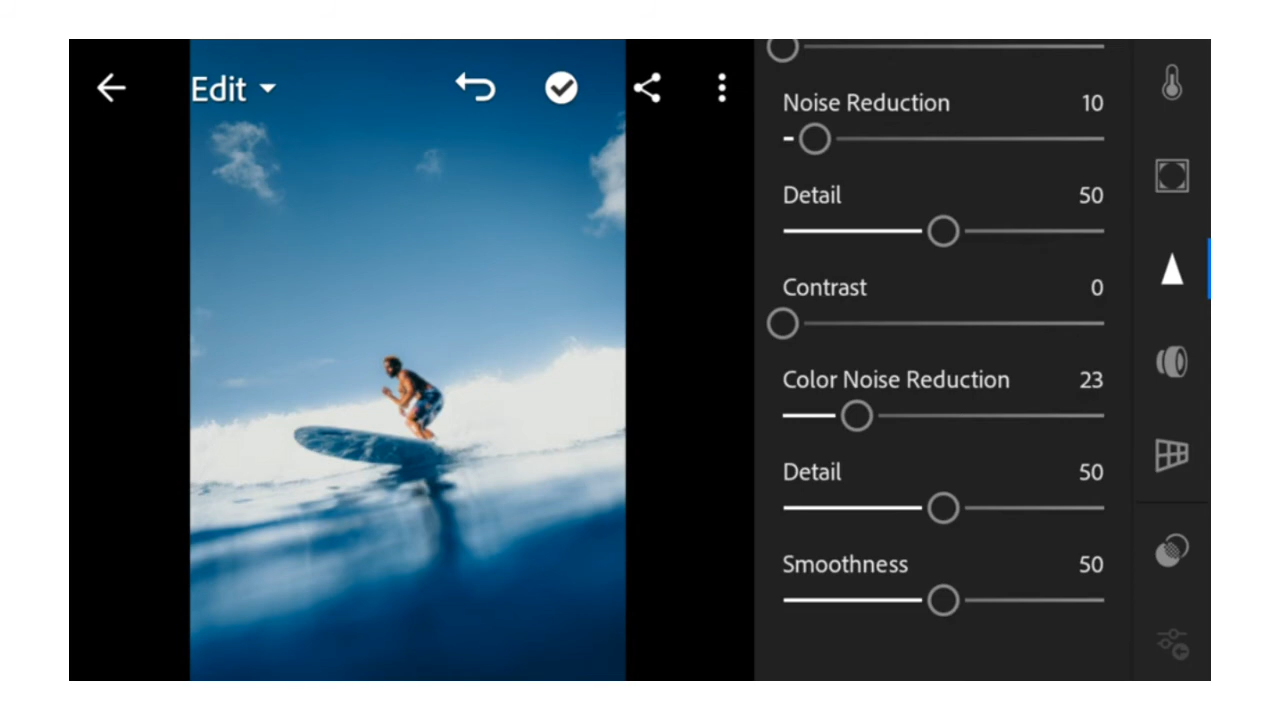 Edit
Noise Reduction 10
Detail 50
Contrast 0
Color Noise Reduction 23
Detail 50
Smoothness 50